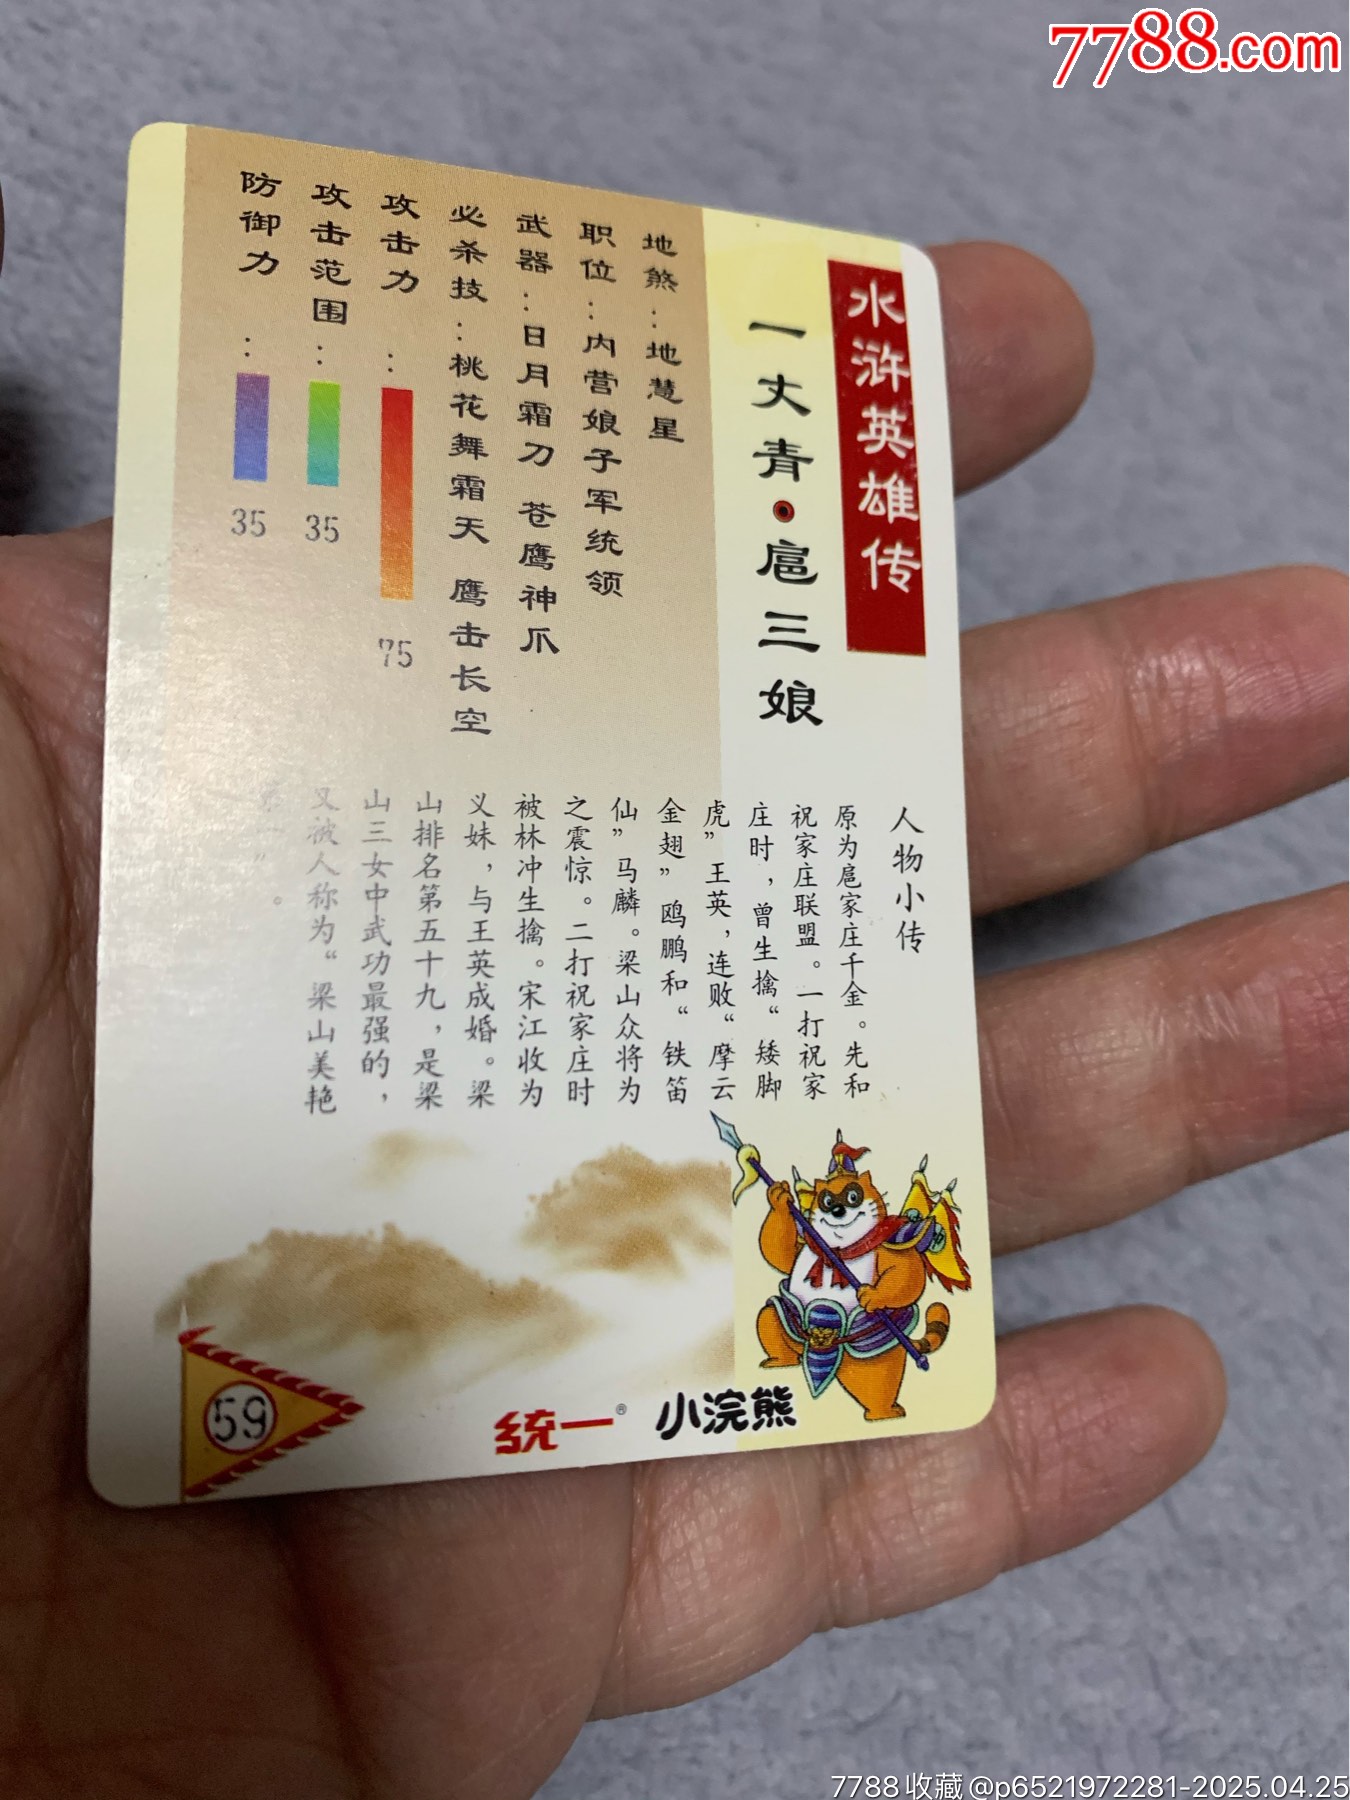 7788.com
水浒英雄传
一丈青·扈三娘
地煞：地慧星
职位：内营娘子军统领
武器：日月霜刀 苍鹰神爪
必杀技：桃花舞霜天 鹰击长空
攻击力：75
攻击范围：35
防御力：35
人物小传
原为扈家庄千金。先和
祝家庄联盟。一打祝家
庄时，曾生擒“矮脚
虎”王英，连败“摩云
金翅”鸥鹏和“铁笛
仙”马麟。梁山众将为
之震惊。二打祝家庄时
被林冲生擒。宋江收为
义妹，与王英成婚。梁
山排名第五十九，是梁
山三女中武功最强的，
又被人称为“梁山美艳
”。
59
统一® 小浣熊
7788收藏@p6521972281-2025.04.25